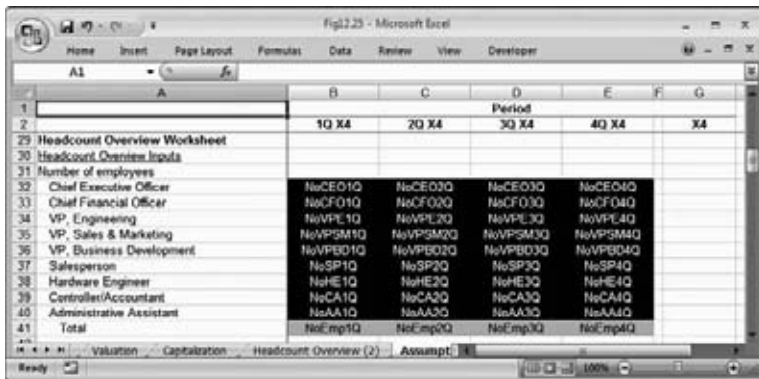 Fig12.25 - Microsoft Excel
Home Insert Page Layout Formulas Data Review View Developer
A1 fx
A B C D E F G
1 Period
2 1Q X4 2Q X4 3Q X4 4Q X4 X4
29 Headcount Overview Worksheet
30 Headcount Overview Inputs
31 Number of employees
32 Chief Executive Officer NoCEO1Q NoCEO2Q NoCEO3Q NoCEO4Q
33 Chief Financial Officer NoCFO1Q NoCFO2Q NoCFO3Q NoCFO4Q
34 VP, Engineering NoVPE1Q NoVPE2Q NoVPE3Q NoVPE4Q
35 VP, Sales & Marketing NoVPSM1Q NoVPSM2Q NoVPSM3Q NoVPSM4Q
36 VP, Business Development NoVPBD1Q NoVPBD2Q NoVPBD3Q NoVPBD4Q
37 Salesperson NoSP1Q NoSP2Q NoSP3Q NoSP4Q
38 Hardware Engineer NoHE1Q NoHE2Q NoHE3Q NoHE4Q
39 Controller/Accountant NoCA1Q NoCA2Q NoCA3Q NoCA4Q
40 Administrative Assistant NoAA1Q NoAA2Q NoAA3Q NoAA4Q
41 Total NoEmp1Q NoEmp2Q NoEmp3Q NoEmp4Q
Valuation Capitalization Headcount Overview (2) Assumpt
Ready 100%